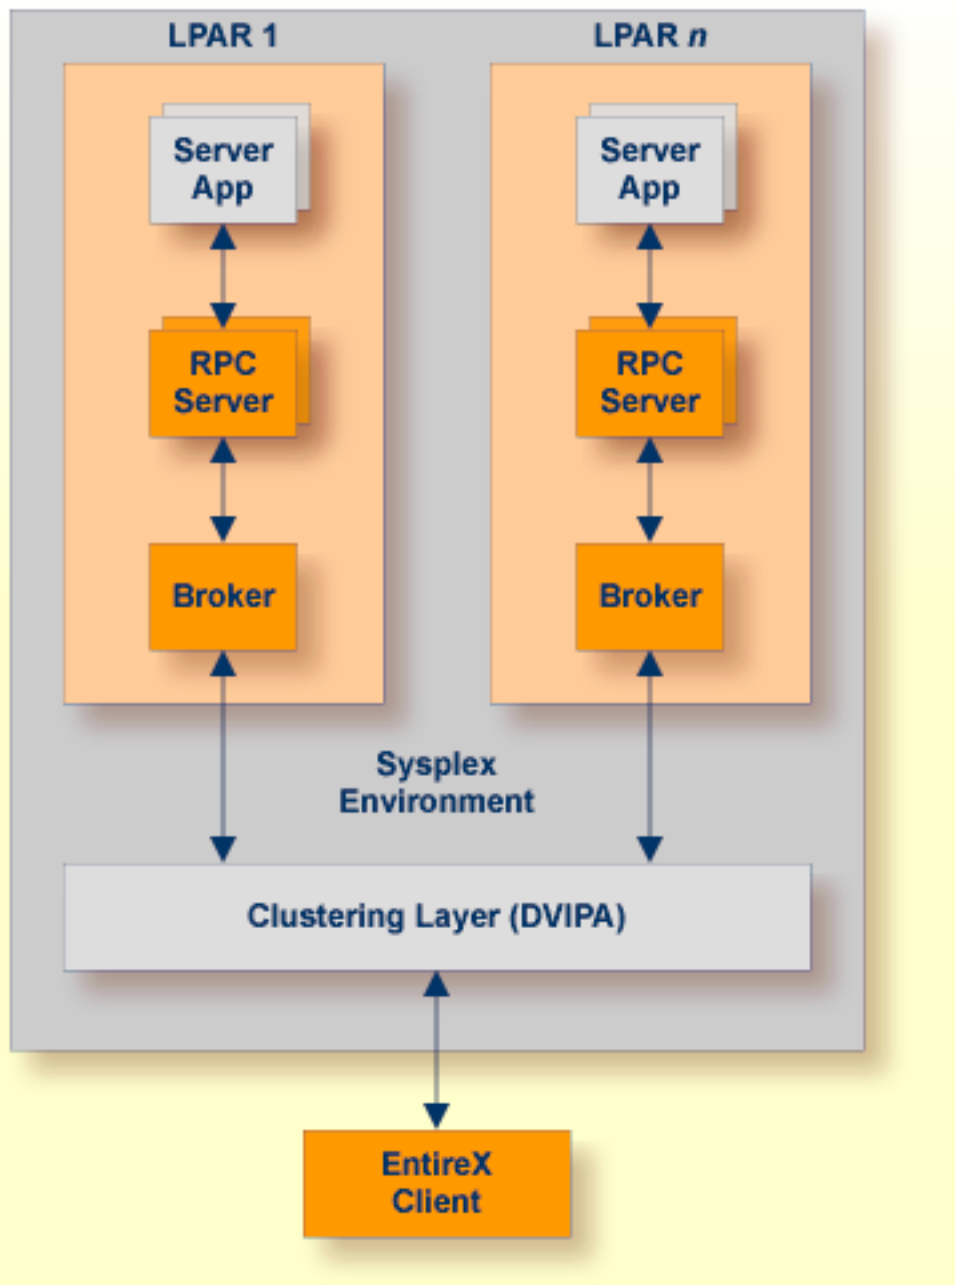 LPAR 1
LPAR n
Server
App
Server
App
RPC
Server
RPC
Server
Broker
Broker
Sysplex
Environment
Clustering Layer (DVIPA)
EntireX
Client